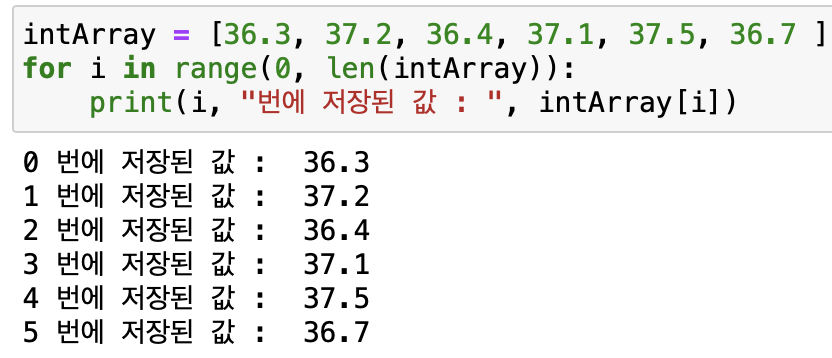 intArray = [36.3, 37.2, 36.4, 37.1, 37.5, 36.7 ]
for i in range(0, len(intArray)):
    print(i, "번에 저장된 값 : ", intArray[i])
0 번에 저장된 값 :  36.3
1 번에 저장된 값 :  37.2
2 번에 저장된 값 :  36.4
3 번에 저장된 값 :  37.1
4 번에 저장된 값 :  37.5
5 번에 저장된 값 :  36.7